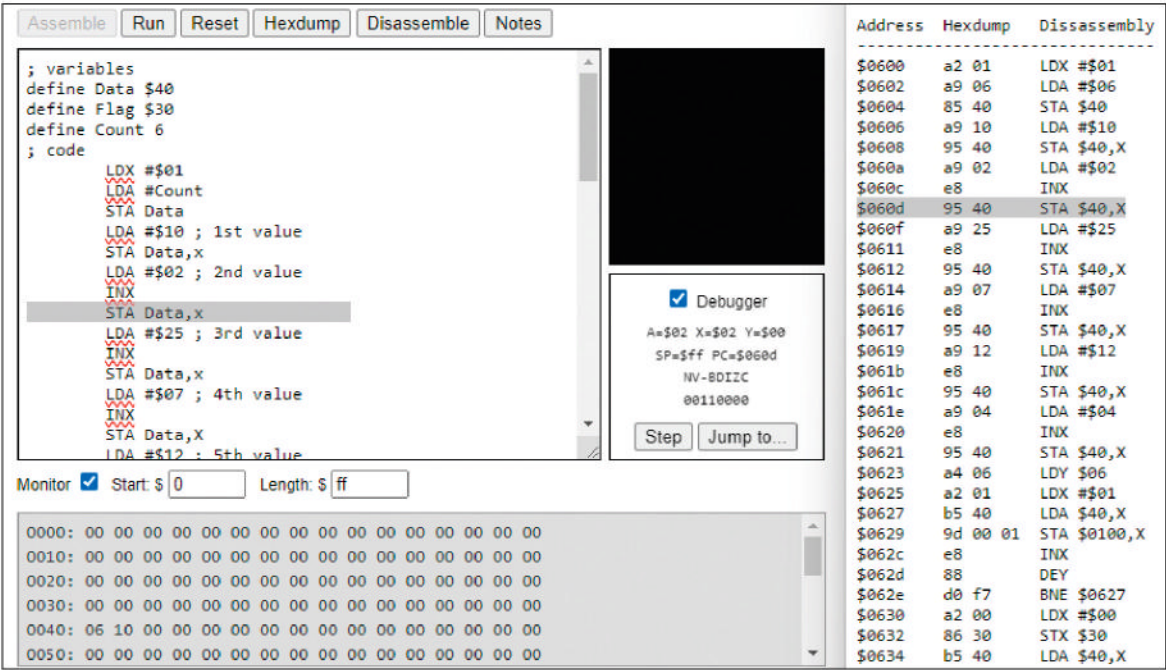 Assemble Run Reset Hexdump Disassemble Notes
; variables
define Data $40
define Flag $30
define Count 6
; code
LDX #$01
LDA #Count
STA Data
LDA #$10 ; 1st value
STA Data,x
LDA #$02 ; 2nd value
INX
STA Data,x
LDA #$25 ; 3rd value
INX
STA Data,x
LDA #$07 ; 4th value
INX
STA Data,X
LDA #$12 ; 5th value
Debugger
A=$02 X=$02 Y=$00
SP=$ff PC=$060d
NV-BDIZC
00110000
Step Jump to...
Monitor Start: $ 0 Length: $ ff
0000: 00 00 00 00 00 00 00 00 00 00 00 00 00 00 00 00
0010: 00 00 00 00 00 00 00 00 00 00 00 00 00 00 00 00
0020: 00 00 00 00 00 00 00 00 00 00 00 00 00 00 00 00
0030: 00 00 00 00 00 00 00 00 00 00 00 00 00 00 00 00
0040: 06 10 00 00 00 00 00 00 00 00 00 00 00 00 00 00
0050: 00 00 00 00 00 00 00 00 00 00 00 00 00 00 00 00
Address Hexdump Dissassembly
-------------------------------
$0600 a2 01 LDX #$01
$0602 a9 06 LDA #$06
$0604 85 40 STA $40
$0606 a9 10 LDA #$10
$0608 95 40 STA $40,X
$060a a9 02 LDA #$02
$060c e8 INX
$060d 95 40 STA $40,X
$060f a9 25 LDA #$25
$0611 e8 INX
$0612 95 40 STA $40,X
$0614 a9 07 LDA #$07
$0616 e8 INX
$0617 95 40 STA $40,X
$0619 a9 12 LDA #$12
$061b e8 INX
$061c 95 40 STA $40,X
$061e a9 04 LDA #$04
$0620 e8 INX
$0621 95 40 STA $40,X
$0623 a4 06 LDY $06
$0625 a2 01 LDX #$01
$0627 b5 40 LDA $40,X
$0629 9d 00 01 STA $0100,X
$062c e8 INX
$062d 88 DEY
$062e d0 f7 BNE $0627
$0630 a2 00 LDX #$00
$0632 86 30 STX $30
$0634 b5 40 LDA $40,X